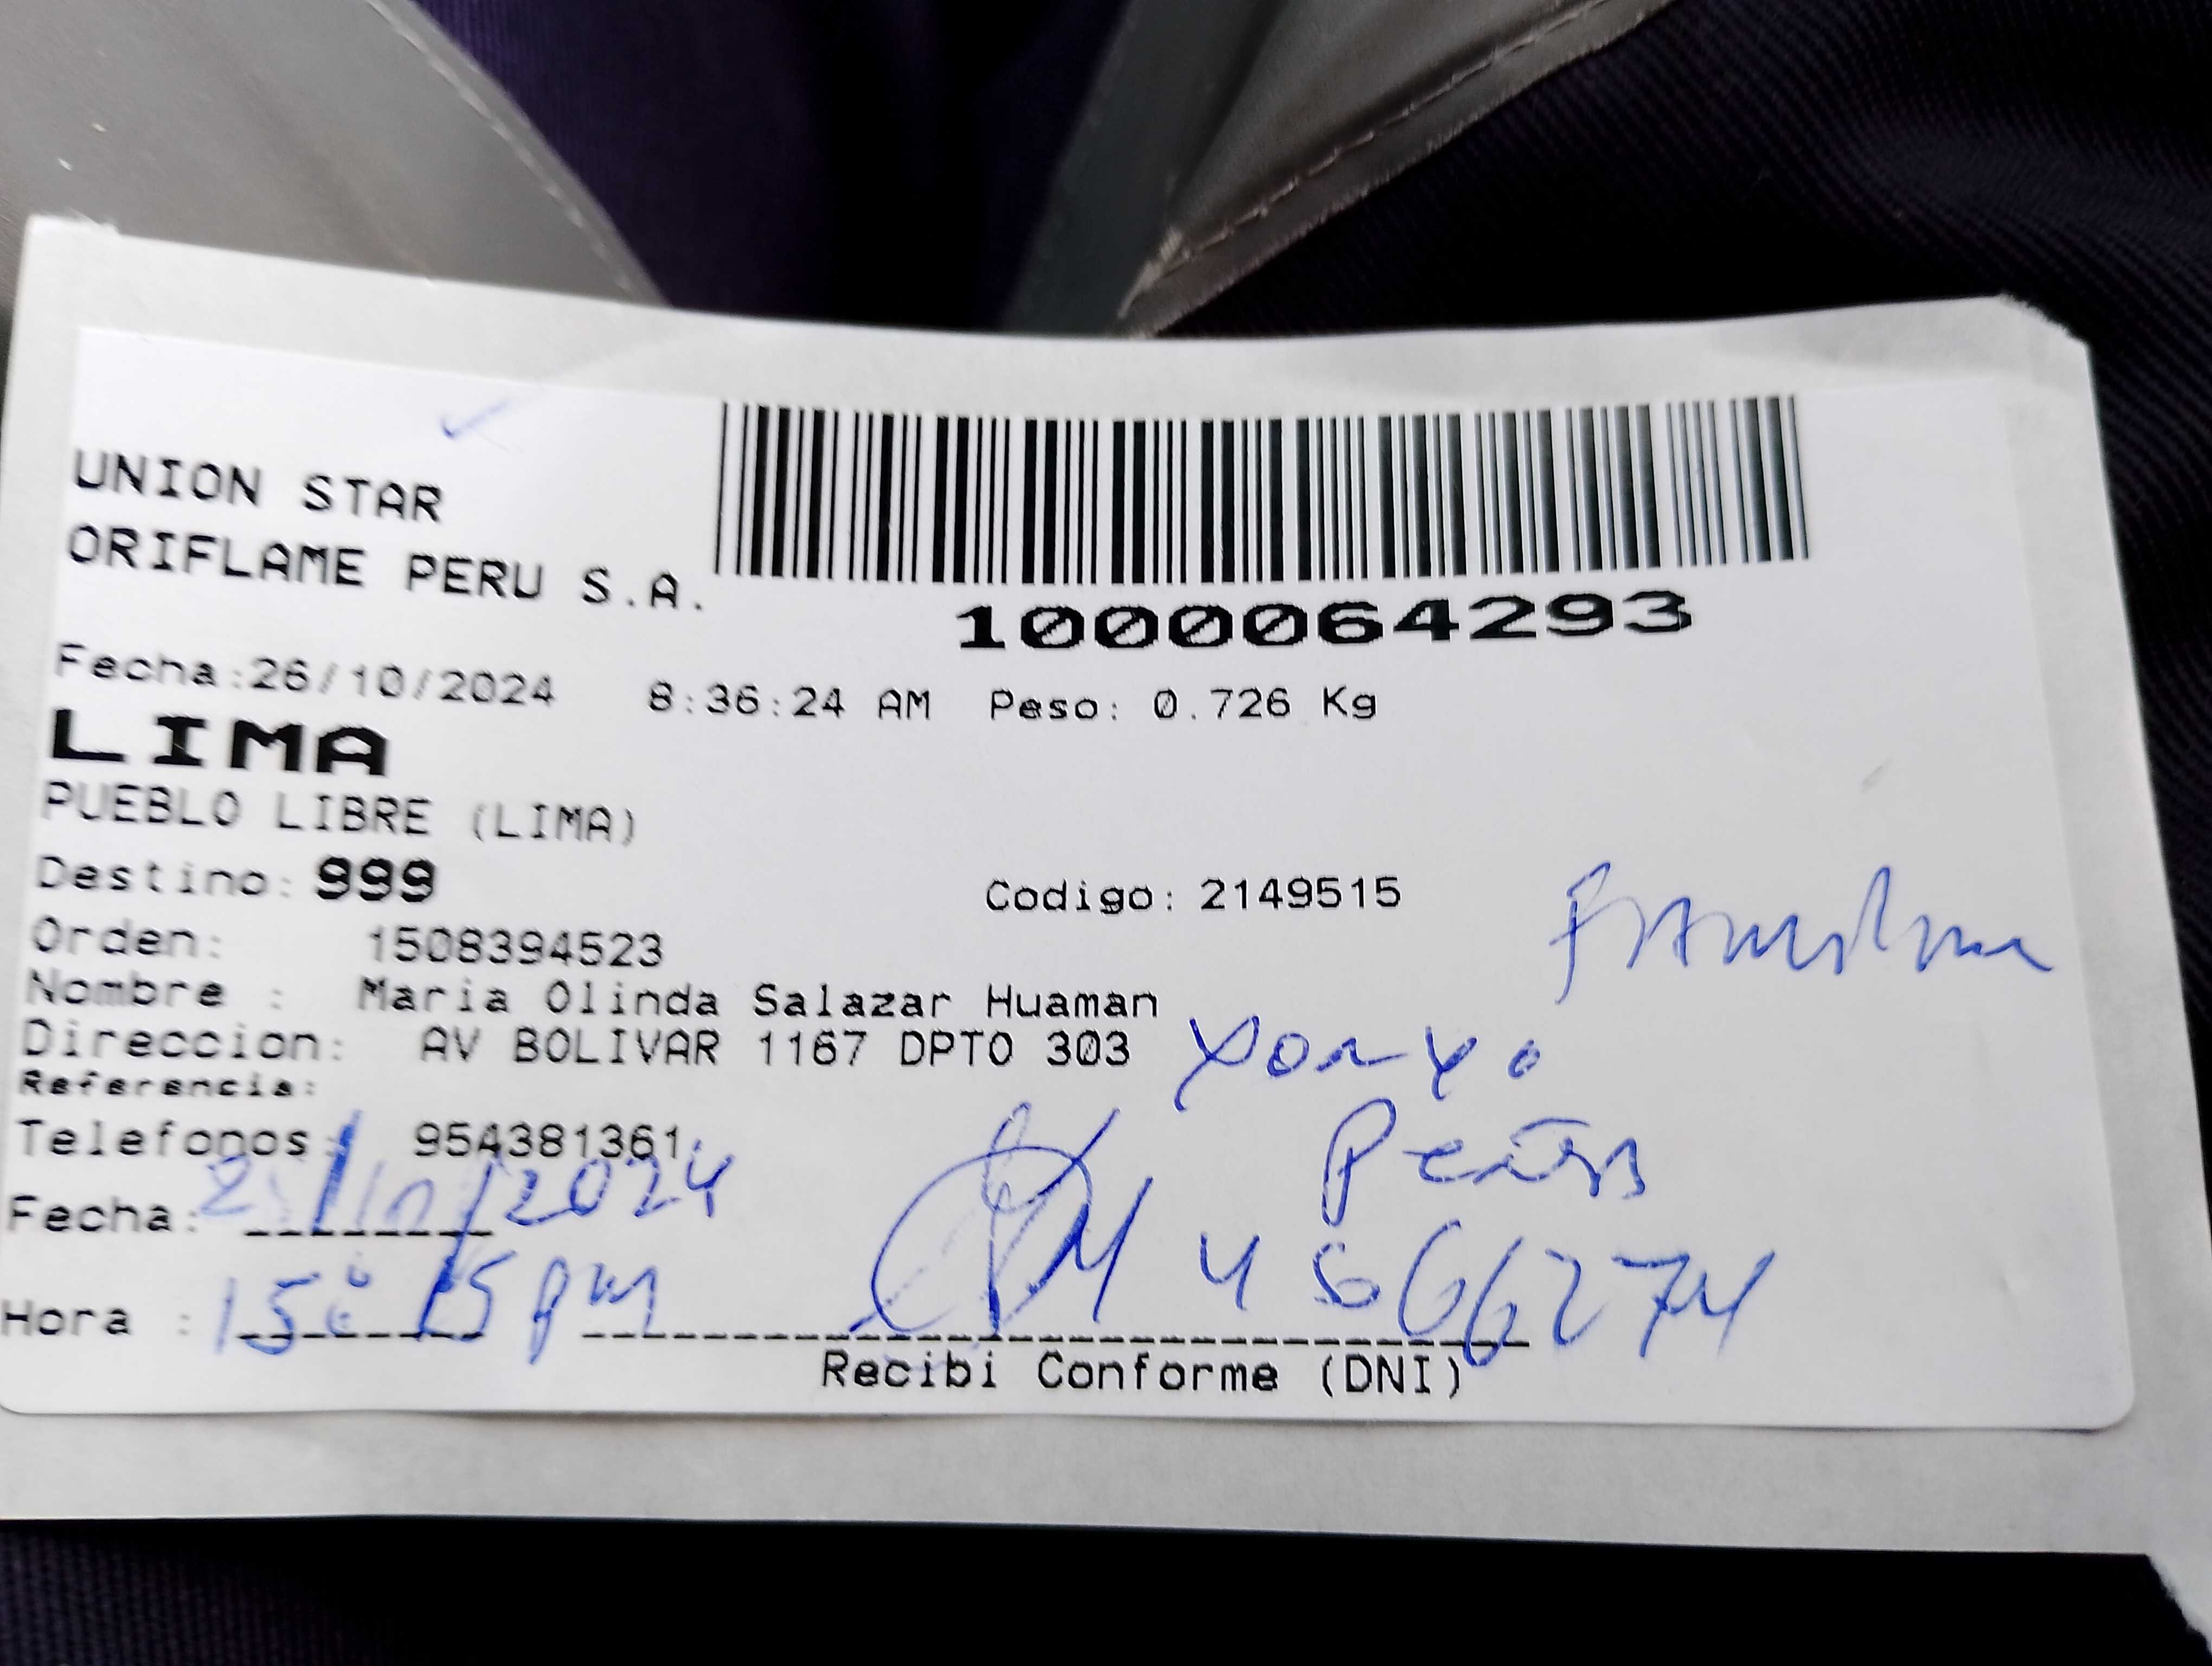 UNION STAR
ORIFLAME PERU S.A.
1000064293
Fecha:26/10/2024 8:36:24 AM Peso: 0.726 Kg
LIMA
PUEBLO LIBRE (LIMA)
Destino: 999 Codigo: 2149515
Orden: 1508394523
Nombre : Maria Olinda Salazar Huaman
Direccion: AV BOLIVAR 1167 DPTO 303
Referencia:
Telefonos: 954381361
Fecha: /10/2024
Hora : 15:15 pm
Recibi Conforme (DNI)